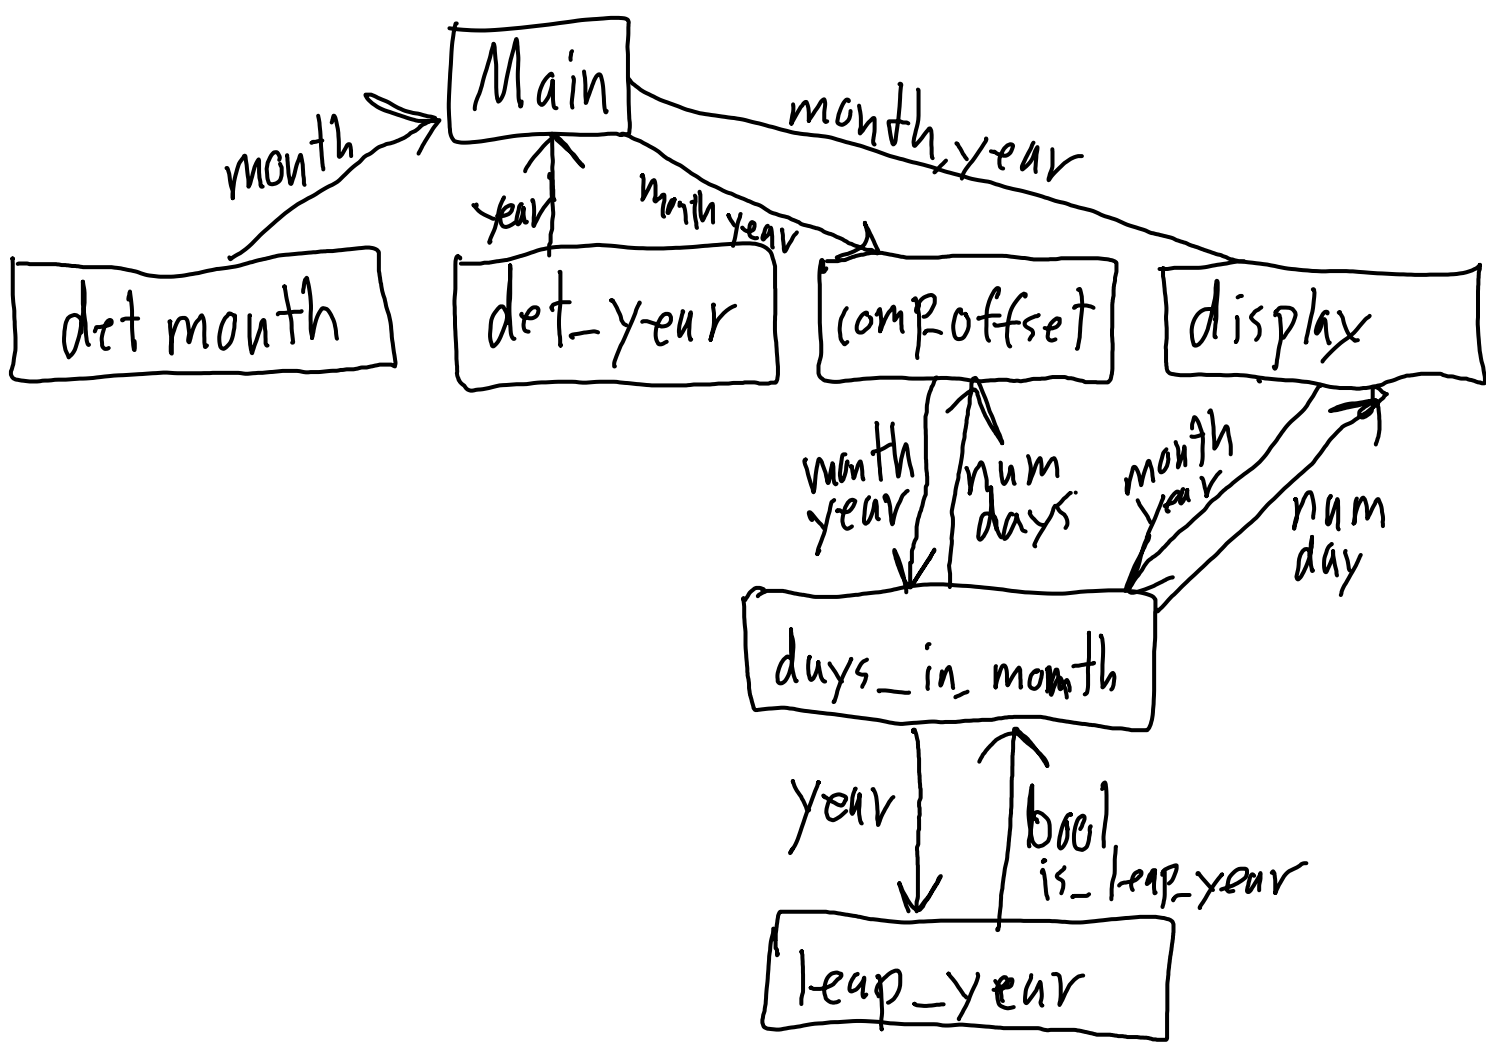 Main
month
year
month
year
month, year
det month
det_year
comp_offset
display
month
year
num
days
month
year
num
day
days_in_month
year
bool
is_leap_year
leap_year